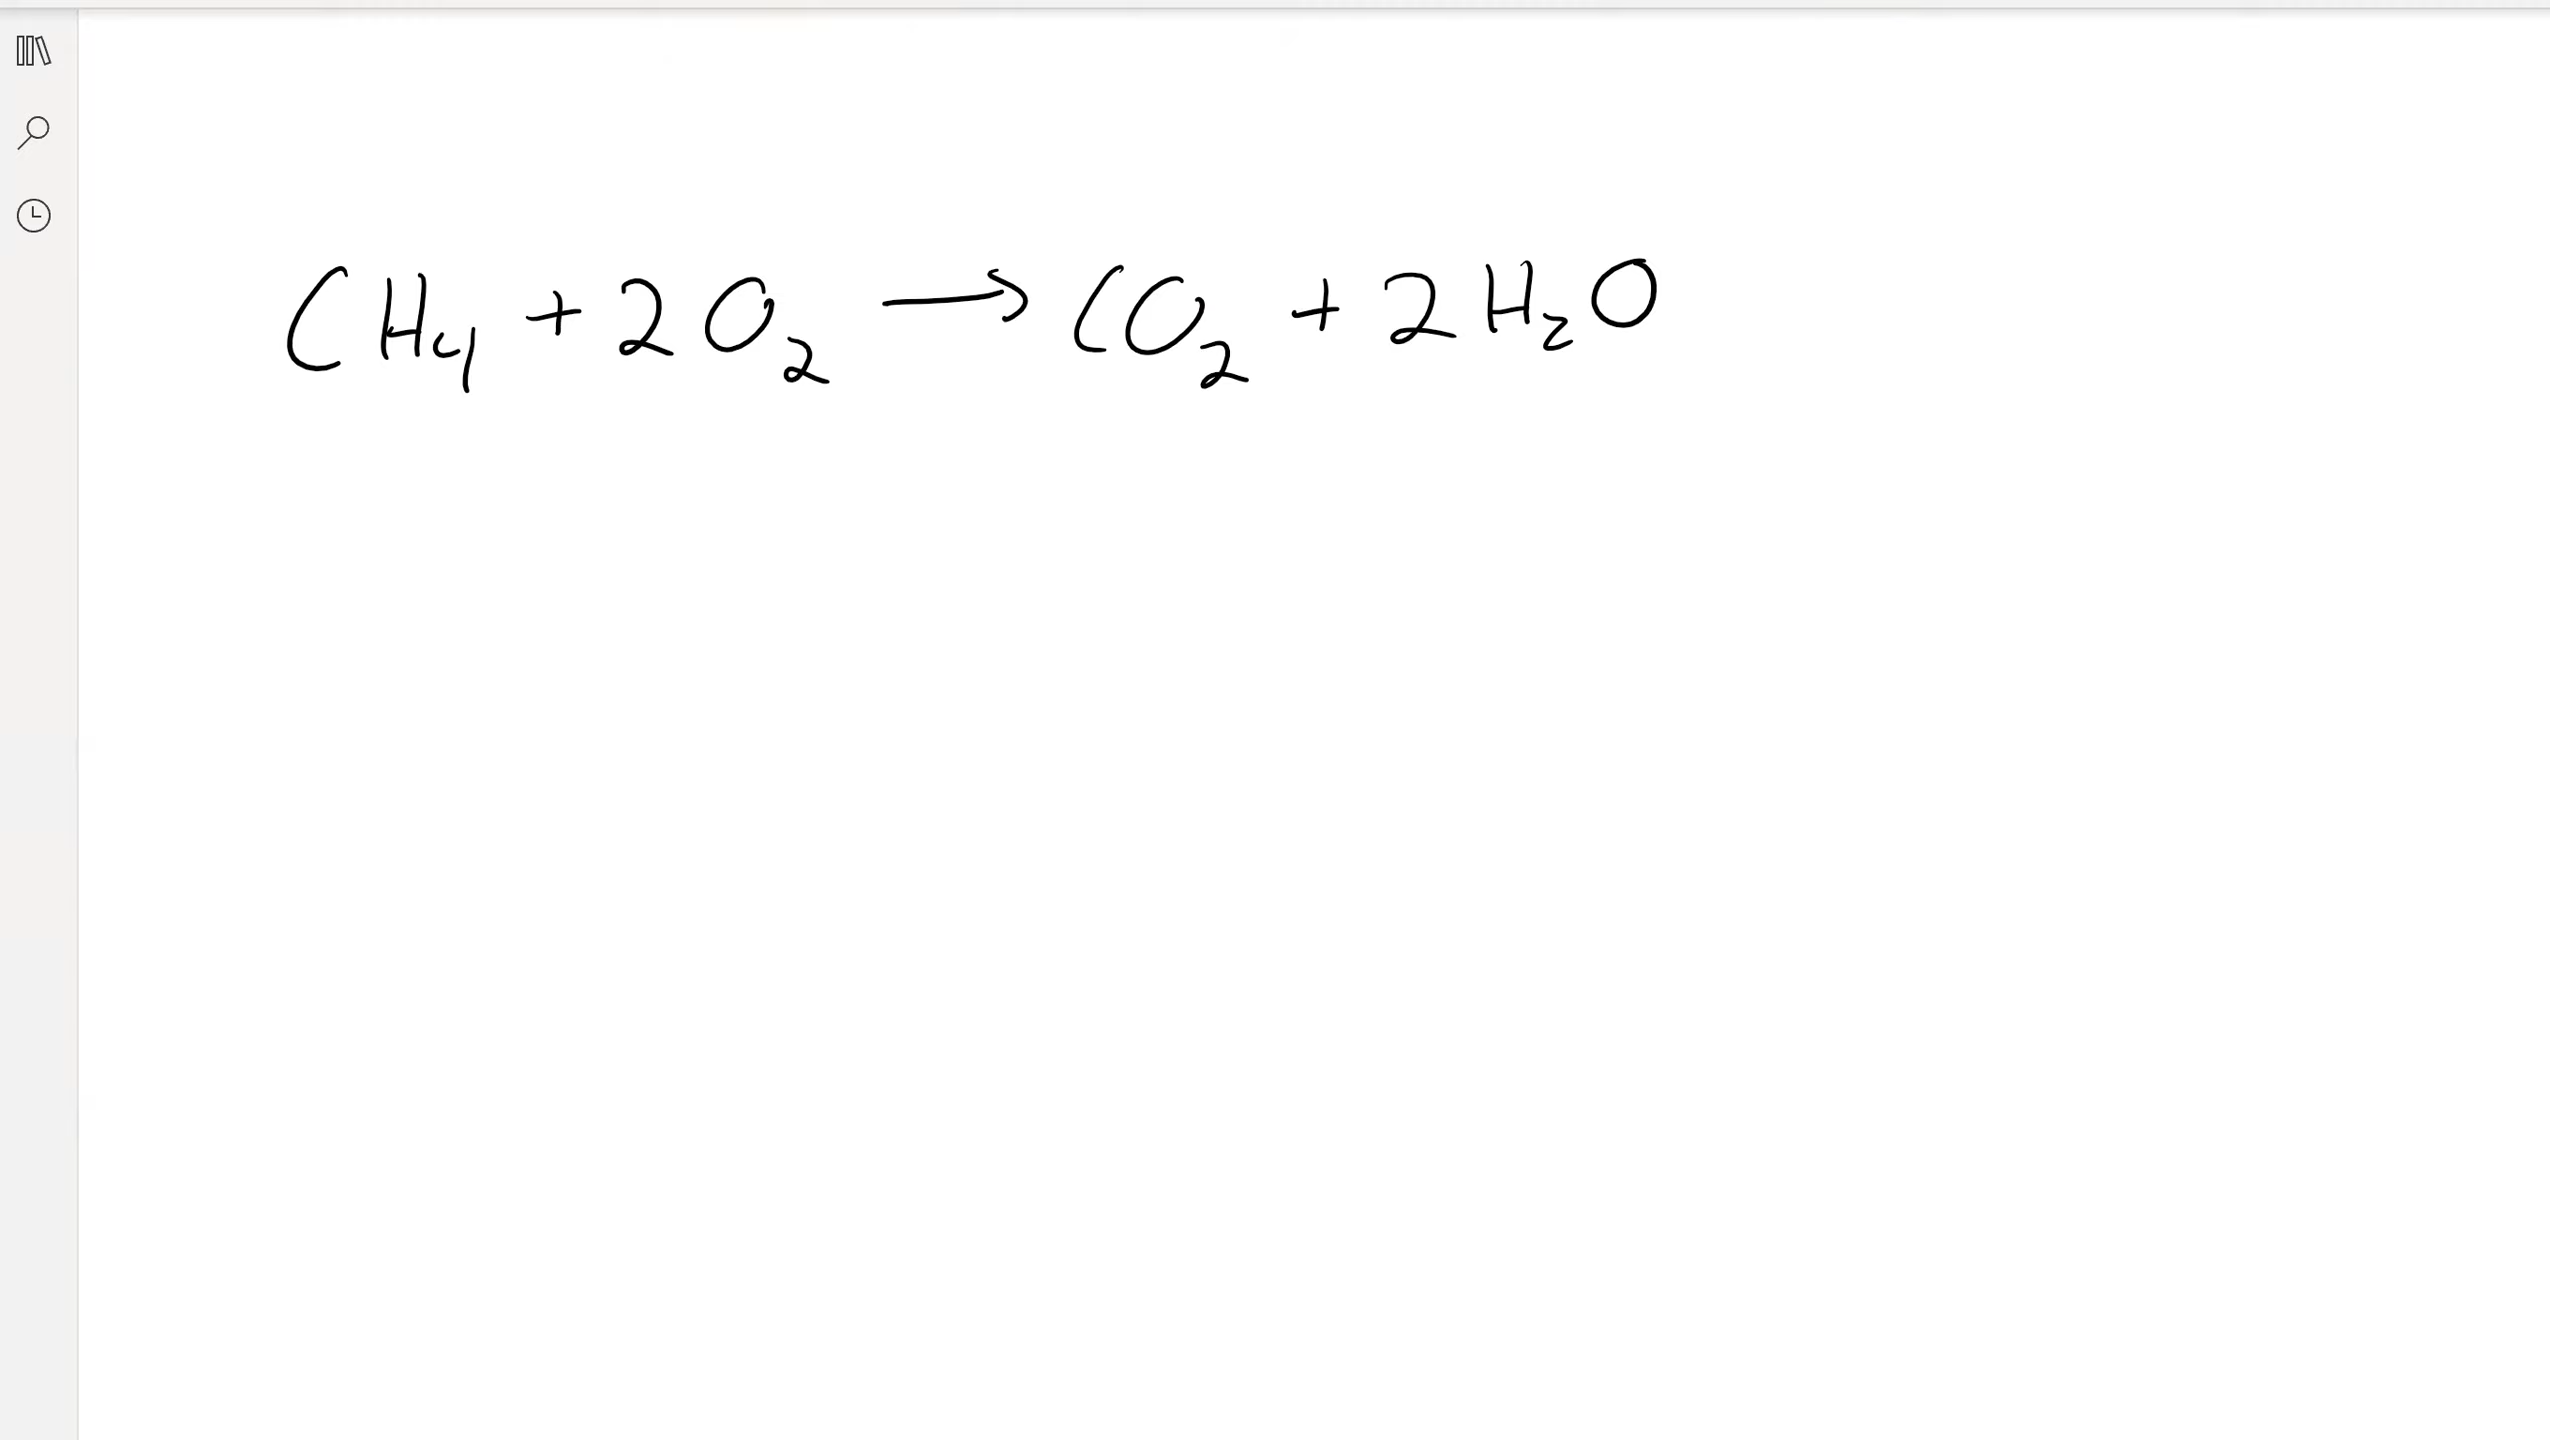 CH₄ + 2O₂ → CO₂ + 2H₂O